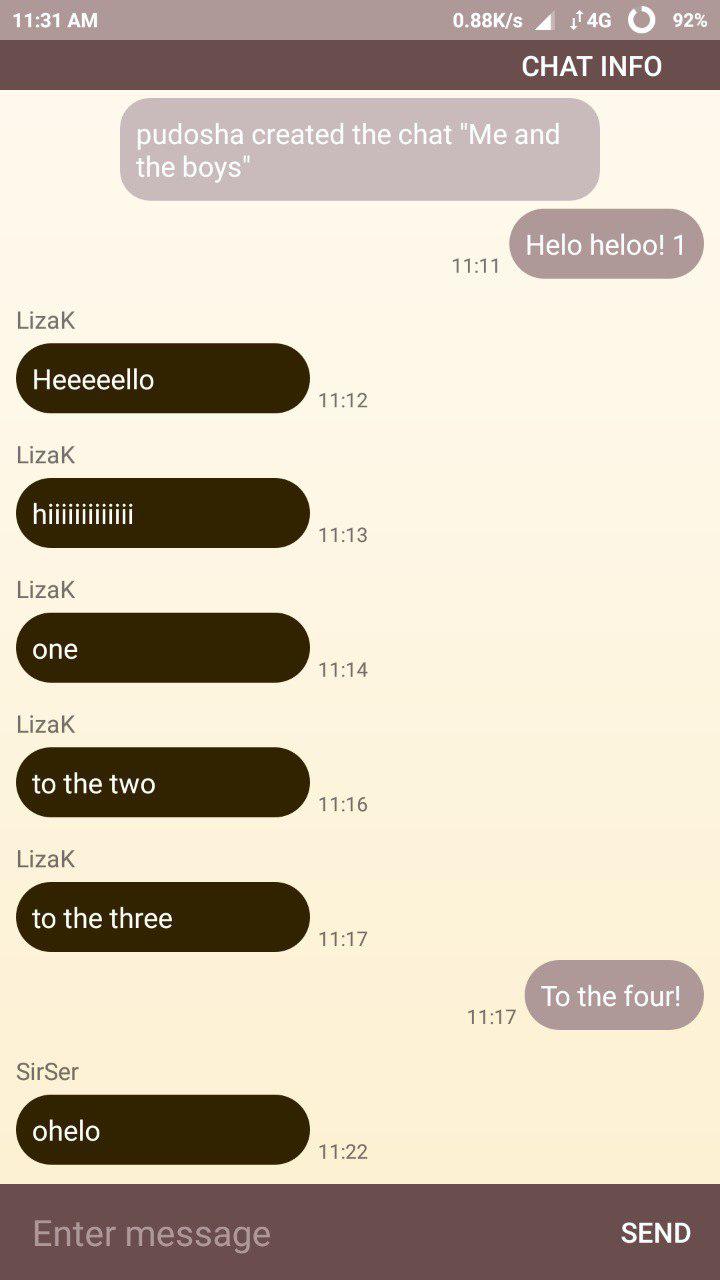 11:31 AM 0.88K/s 4G 92%
CHAT INFO
pudosha created the chat "Me and
the boys"
Helo heloo! 1
11:11
LizaK
Heeeeello
11:12
LizaK
hiiiiiiiiiiiii
11:13
LizaK
one
11:14
LizaK
to the two
11:16
LizaK
to the three
11:17
To the four!
11:17
SirSer
ohelo
11:22
Enter message SEND